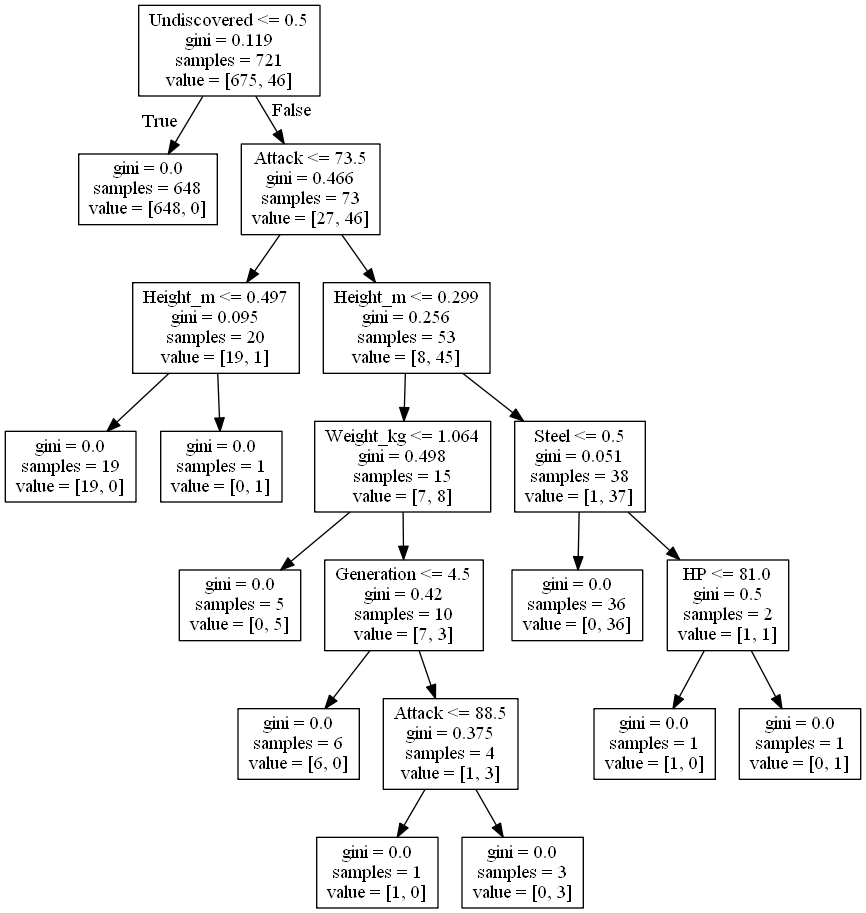 Undiscovered <= 0.5
gini = 0.119
samples = 721
value = [675, 46]
True
False
gini = 0.0
samples = 648
value = [648, 0]
Attack <= 73.5
gini = 0.466
samples = 73
value = [27, 46]
Height_m <= 0.497
gini = 0.095
samples = 20
value = [19, 1]
Height_m <= 0.299
gini = 0.256
samples = 53
value = [8, 45]
gini = 0.0
samples = 19
value = [19, 0]
gini = 0.0
samples = 1
value = [0, 1]
Weight_kg <= 1.064
gini = 0.498
samples = 15
value = [7, 8]
Steel <= 0.5
gini = 0.051
samples = 38
value = [1, 37]
gini = 0.0
samples = 5
value = [0, 5]
Generation <= 4.5
gini = 0.42
samples = 10
value = [7, 3]
gini = 0.0
samples = 36
value = [0, 36]
HP <= 81.0
gini = 0.5
samples = 2
value = [1, 1]
gini = 0.0
samples = 6
value = [6, 0]
Attack <= 88.5
gini = 0.375
samples = 4
value = [1, 3]
gini = 0.0
samples = 1
value = [1, 0]
gini = 0.0
samples = 1
value = [0, 1]
gini = 0.0
samples = 1
value = [1, 0]
gini = 0.0
samples = 3
value = [0, 3]